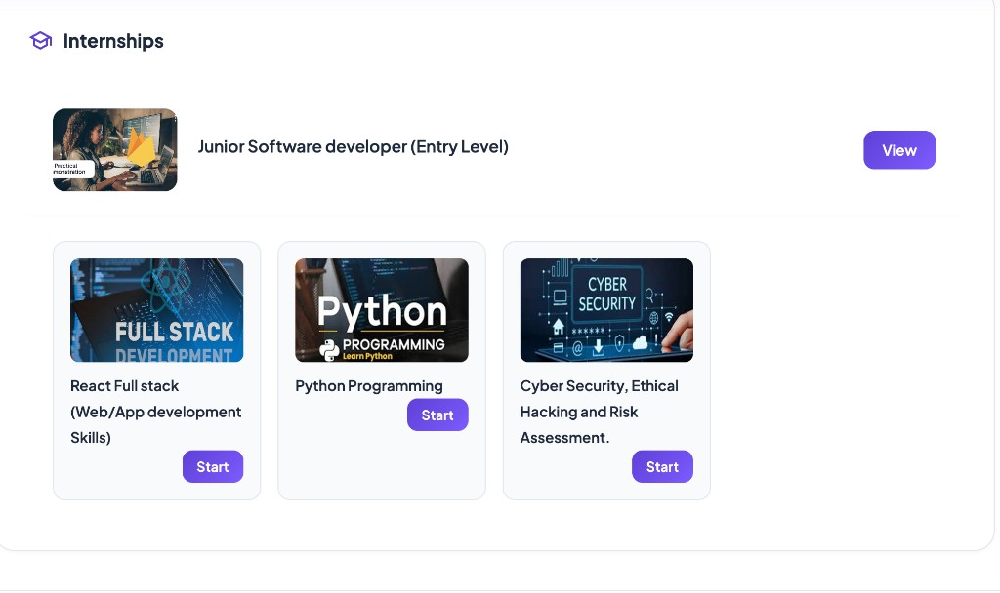 Internships
Practical
monstration
Junior Software developer (Entry Level)
View
FULL STACK
DEVELOPMENT
React Full stack
(Web/App development
Skills)
Start
Python
PROGRAMMING
Learn Python
Python Programming
Start
CYBER
SECURITY
******
@
Cyber Security, Ethical
Hacking and Risk
Assessment.
Start